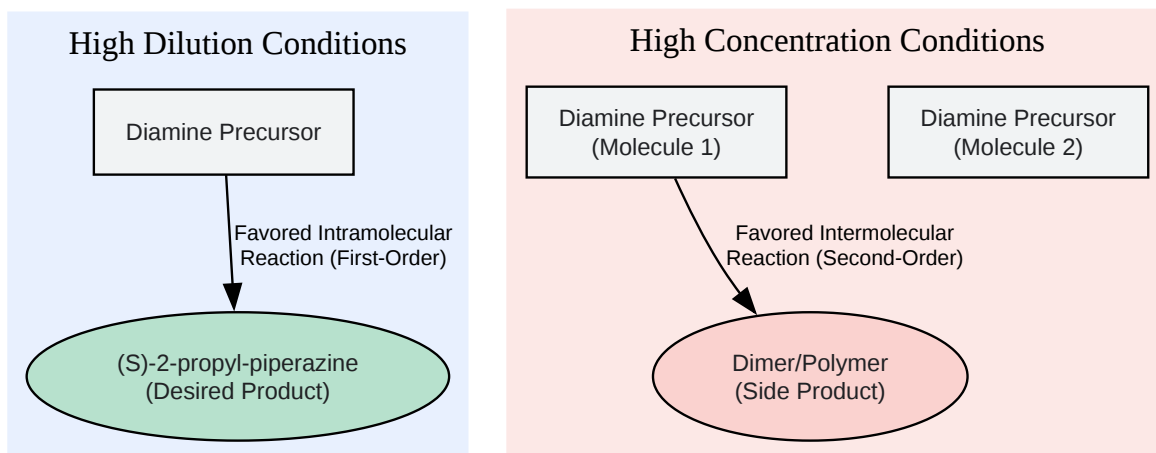 High Dilution Conditions
Diamine Precursor
Favored Intramolecular
Reaction (First-Order)
(S)-2-propyl-piperazine
(Desired Product)
High Concentration Conditions
Diamine Precursor
(Molecule 1)
Diamine Precursor
(Molecule 2)
Favored Intermolecular
Reaction (Second-Order)
Dimer/Polymer
(Side Product)